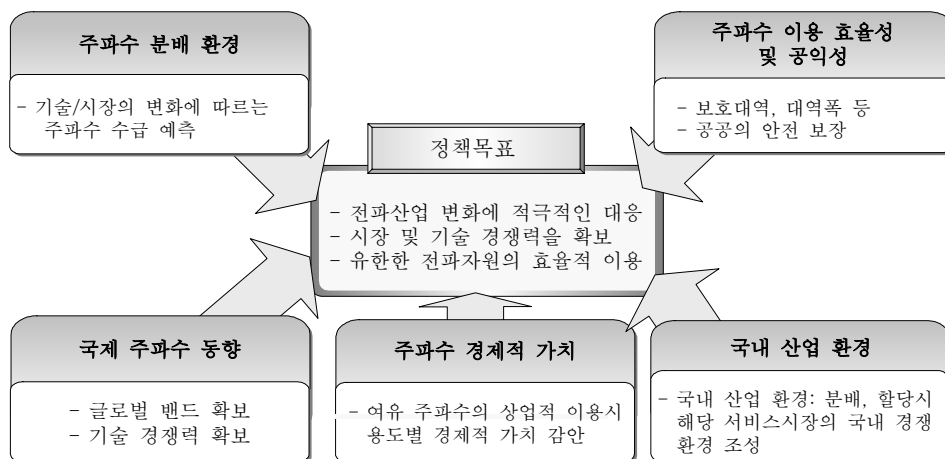 주파수 분배 환경
- 기술/시장의 변화에 따르는
주파수 수급 예측
주파수 이용 효율성
및 공익성
- 보호대역, 대역폭 등
- 공공의 안전 보장
정책목표
- 전파산업 변화에 적극적인 대응
- 시장 및 기술 경쟁력을 확보
- 유한한 전파자원의 효율적 이용
국제 주파수 동향
- 글로벌 밴드 확보
- 기술 경쟁력 확보
주파수 경제적 가치
- 여유 주파수의 상업적 이용시
용도별 경제적 가치 감안
국내 산업 환경
- 국내 산업 환경: 분배, 할당시
해당 서비스시장의 국내 경쟁
환경 조성